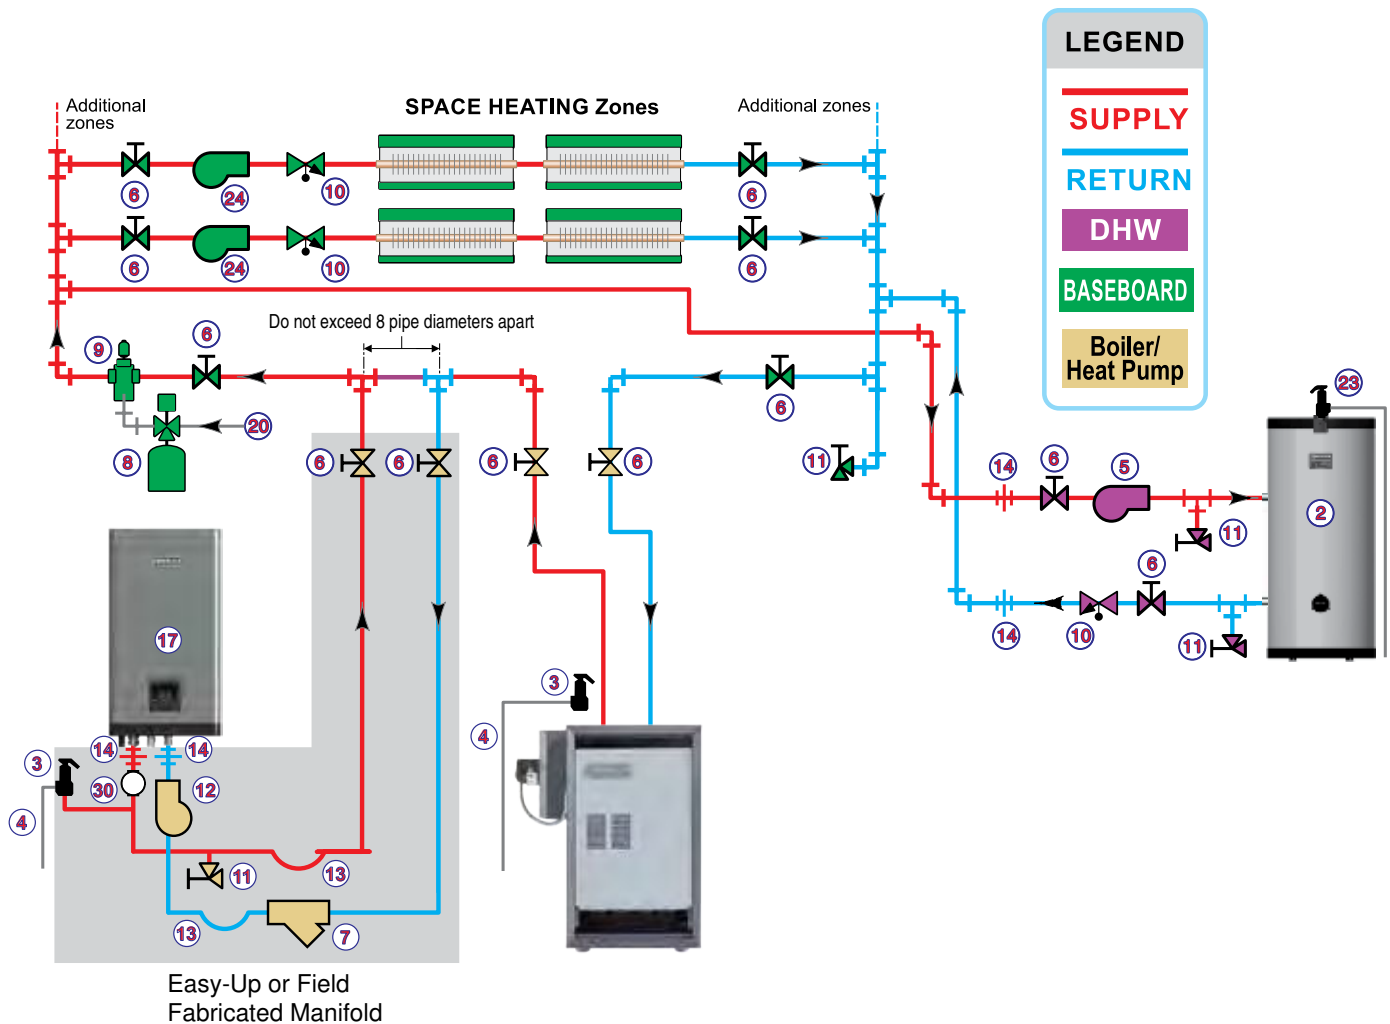 LEGEND
SUPPLY
RETURN
DHW
BASEBOARD
Boiler/
Heat Pump
Additional
zones
SPACE HEATING Zones
Additional zones
6
24
10
6
6
24
10
6
Do not exceed 8 pipe diameters apart
9
6
6
8
20
23
6
6
6
6
11
14
6
5
2
11
6
14
10
11
17
3
4
3
14
14
30
12
4
11
13
13
7
Easy-Up or Field
Fabricated Manifold